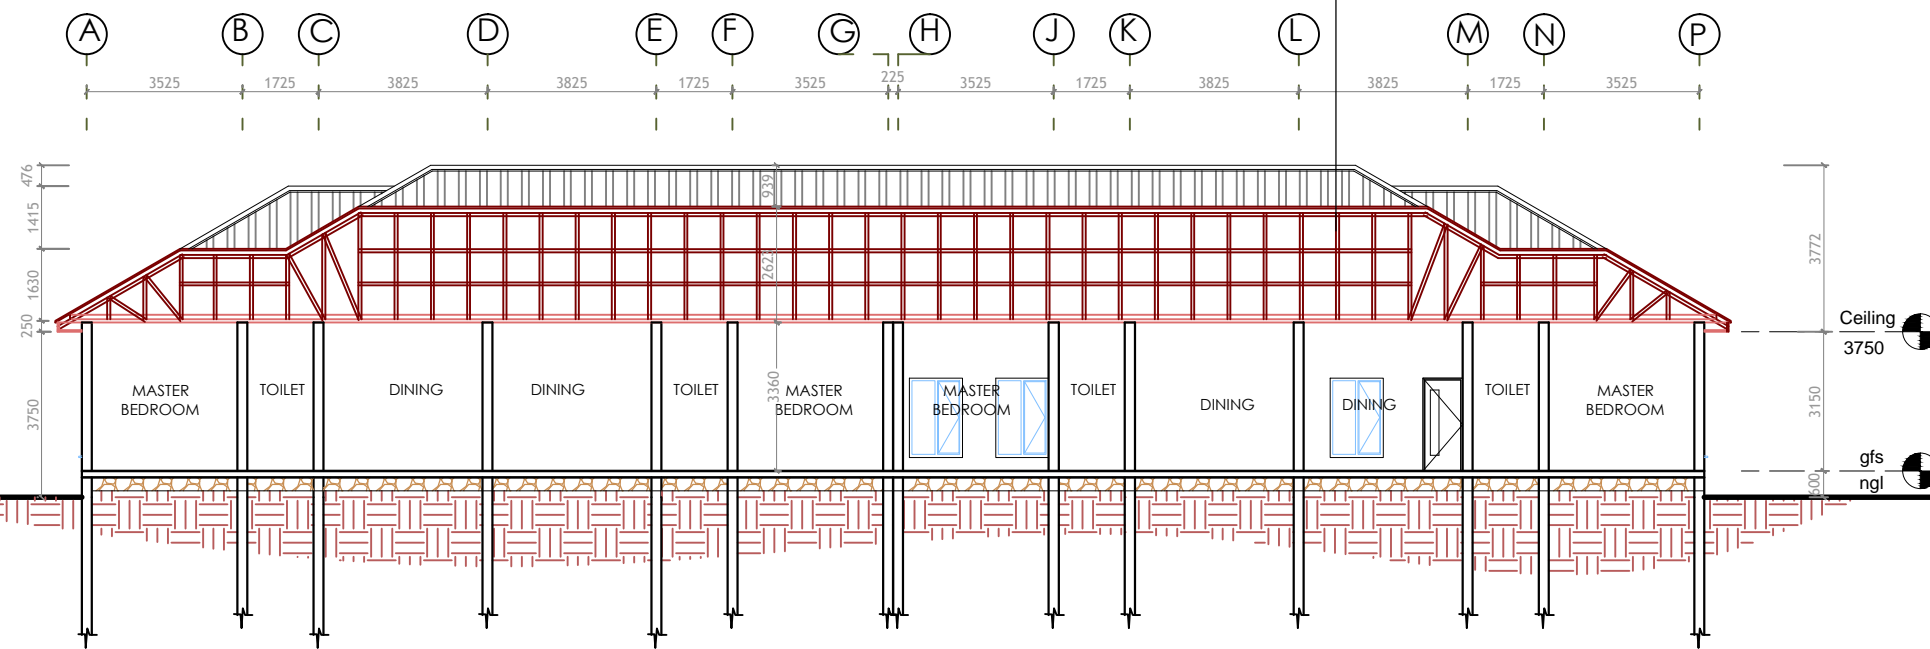 A B C D E F G H J K L M N P
3525 1725 3825 3825 1725 3525 225 3525 1725 3825 3825 1725 3525
476
1415
1630
250
3750
939
3360
3772
3150
600
Ceiling
3750
gfs
ngl
MASTER
BEDROOM
TOILET
DINING
DINING
TOILET
MASTER
BEDROOM
MASTER
BEDROOM
TOILET
DINING
DINING
TOILET
MASTER
BEDROOM